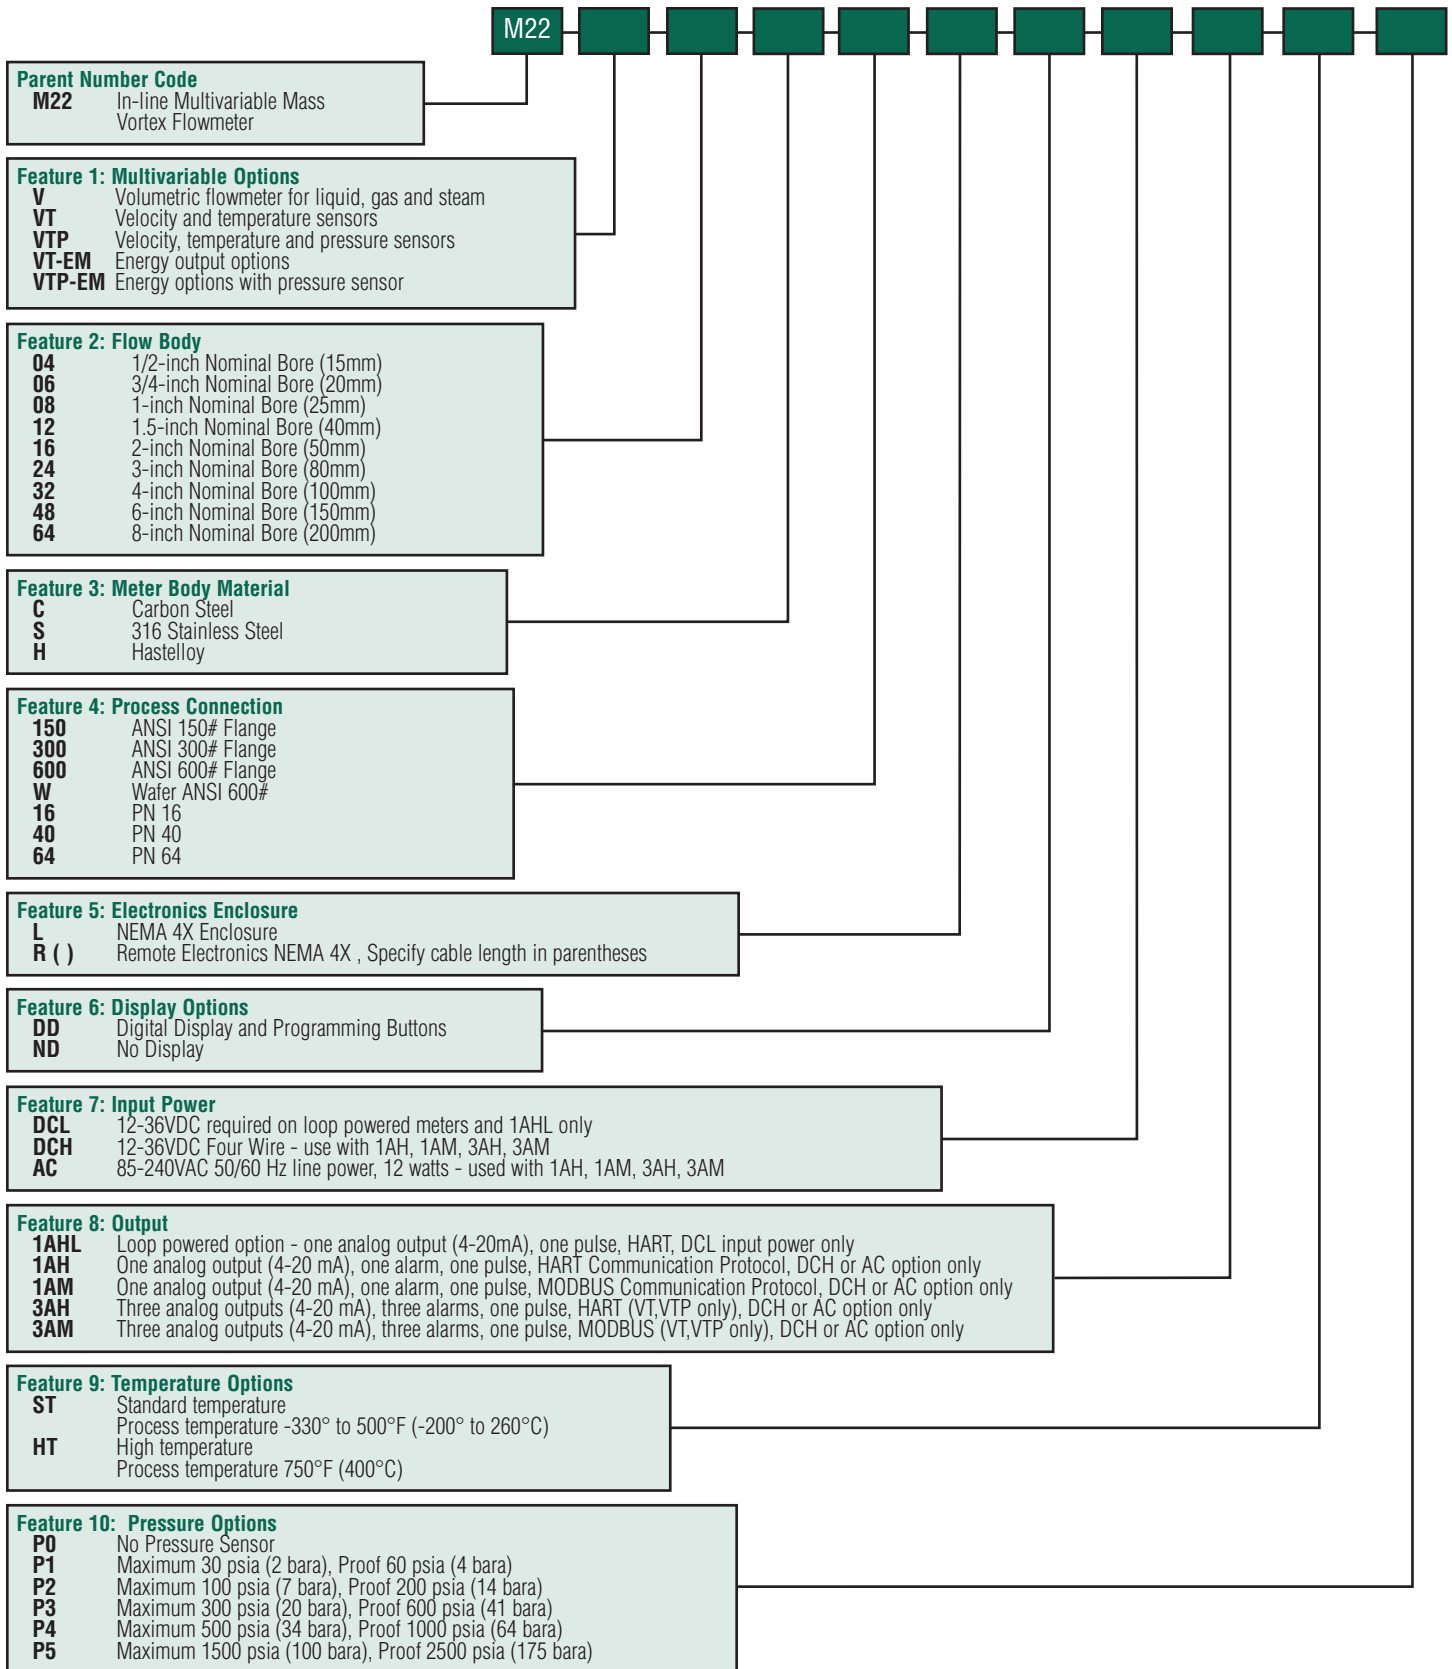 M22
Parent Number Code
M22 In-line Multivariable Mass
Vortex Flowmeter
Feature 1: Multivariable Options
V Volumetric flowmeter for liquid, gas and steam
VT Velocity and temperature sensors
VTP Velocity, temperature and pressure sensors
VT-EM Energy output options
VTP-EM Energy options with pressure sensor
Feature 2: Flow Body
04 1/2-inch Nominal Bore (15mm)
06 3/4-inch Nominal Bore (20mm)
08 1-inch Nominal Bore (25mm)
12 1.5-inch Nominal Bore (40mm)
16 2-inch Nominal Bore (50mm)
24 3-inch Nominal Bore (80mm)
32 4-inch Nominal Bore (100mm)
48 6-inch Nominal Bore (150mm)
64 8-inch Nominal Bore (200mm)
Feature 3: Meter Body Material
C Carbon Steel
S 316 Stainless Steel
H Hastelloy
Feature 4: Process Connection
150 ANSI 150# Flange
300 ANSI 300# Flange
600 ANSI 600# Flange
W Wafer ANSI 600#
16 PN 16
40 PN 40
64 PN 64
Feature 5: Electronics Enclosure
L NEMA 4X Enclosure
R ( ) Remote Electronics NEMA 4X , Specify cable length in parentheses
Feature 6: Display Options
DD Digital Display and Programming Buttons
ND No Display
Feature 7: Input Power
DCL 12-36VDC required on loop powered meters and 1AHL only
DCH 12-36VDC Four Wire - use with 1AH, 1AM, 3AH, 3AM
AC 85-240VAC 50/60 Hz line power, 12 watts - used with 1AH, 1AM, 3AH, 3AM
Feature 8: Output
1AHL Loop powered option - one analog output (4-20mA), one pulse, HART, DCL input power only
1AH One analog output (4-20 mA), one alarm, one pulse, HART Communication Protocol, DCH or AC option only
1AM One analog output (4-20 mA), one alarm, one pulse, MODBUS Communication Protocol, DCH or AC option only
3AH Three analog outputs (4-20 mA), three alarms, one pulse, HART (VT,VTP only), DCH or AC option only
3AM Three analog outputs (4-20 mA), three alarms, one pulse, MODBUS (VT,VTP only), DCH or AC option only
Feature 9: Temperature Options
ST Standard temperature
Process temperature -330° to 500°F (-200° to 260°C)
HT High temperature
Process temperature 750°F (400°C)
Feature 10: Pressure Options
P0 No Pressure Sensor
P1 Maximum 30 psia (2 bara), Proof 60 psia (4 bara)
P2 Maximum 100 psia (7 bara), Proof 200 psia (14 bara)
P3 Maximum 300 psia (20 bara), Proof 600 psia (41 bara)
P4 Maximum 500 psia (34 bara), Proof 1000 psia (64 bara)
P5 Maximum 1500 psia (100 bara), Proof 2500 psia (175 bara)